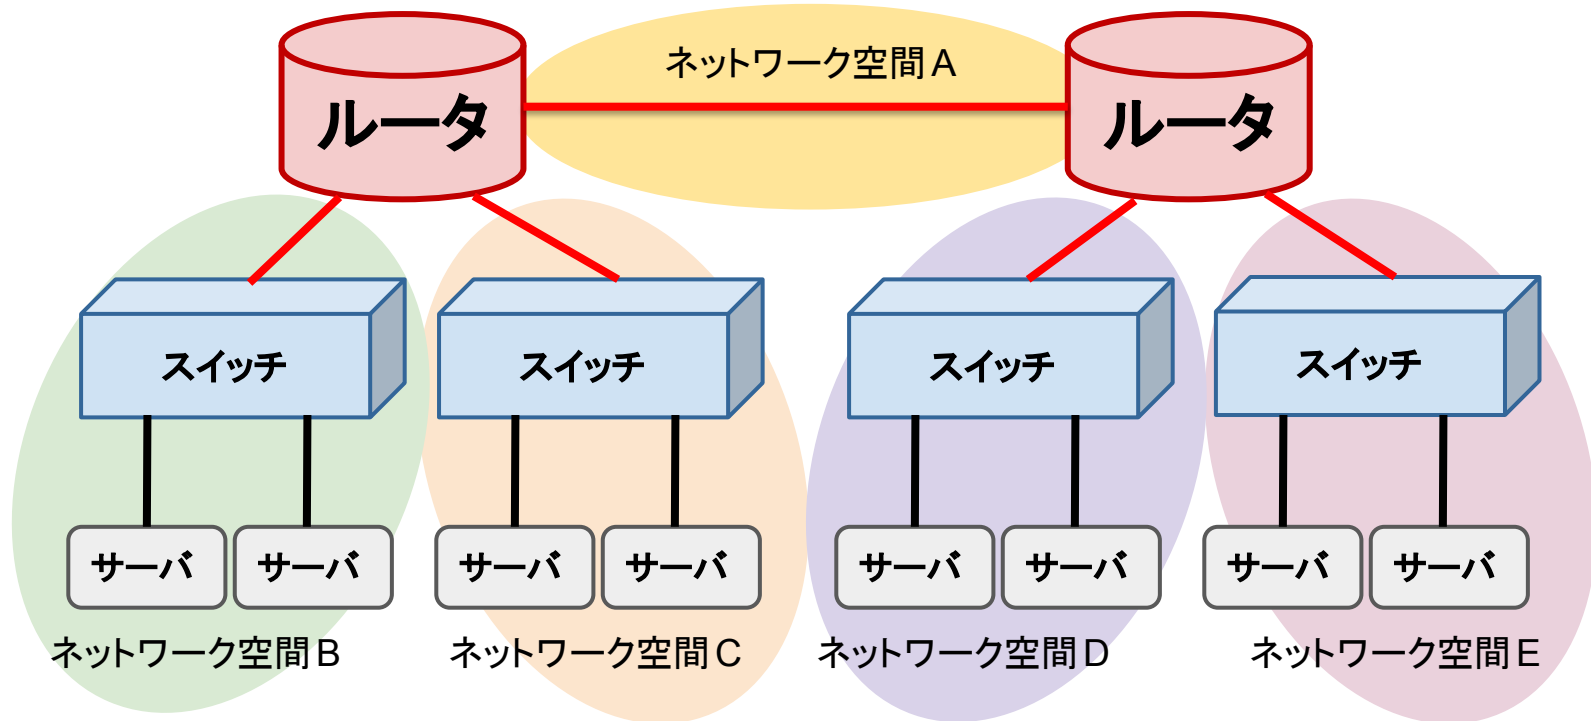 ネットワーク空間A
ルータ
ルータ
スイッチ
スイッチ
スイッチ
スイッチ
サーバ
サーバ
サーバ
サーバ
サーバ
サーバ
サーバ
サーバ
ネットワーク空間B
ネットワーク空間C
ネットワーク空間D
ネットワーク空間E